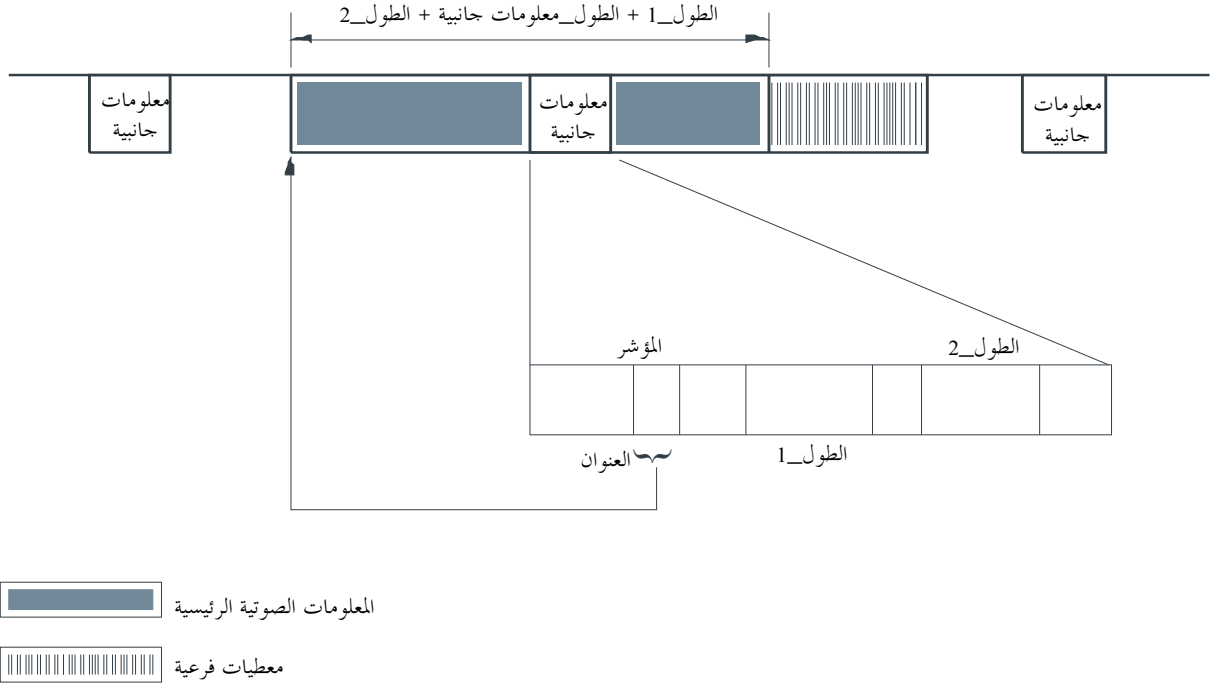 الطول_1 + الطول_معلومات جانبية + الطول_2
معلومات
جانبية
معلومات
جانبية
معلومات
جانبية
المؤشر
الطول_2
العنوان
الطول_1
المعلومات الصوتية الرئيسية
معطيات فرعية